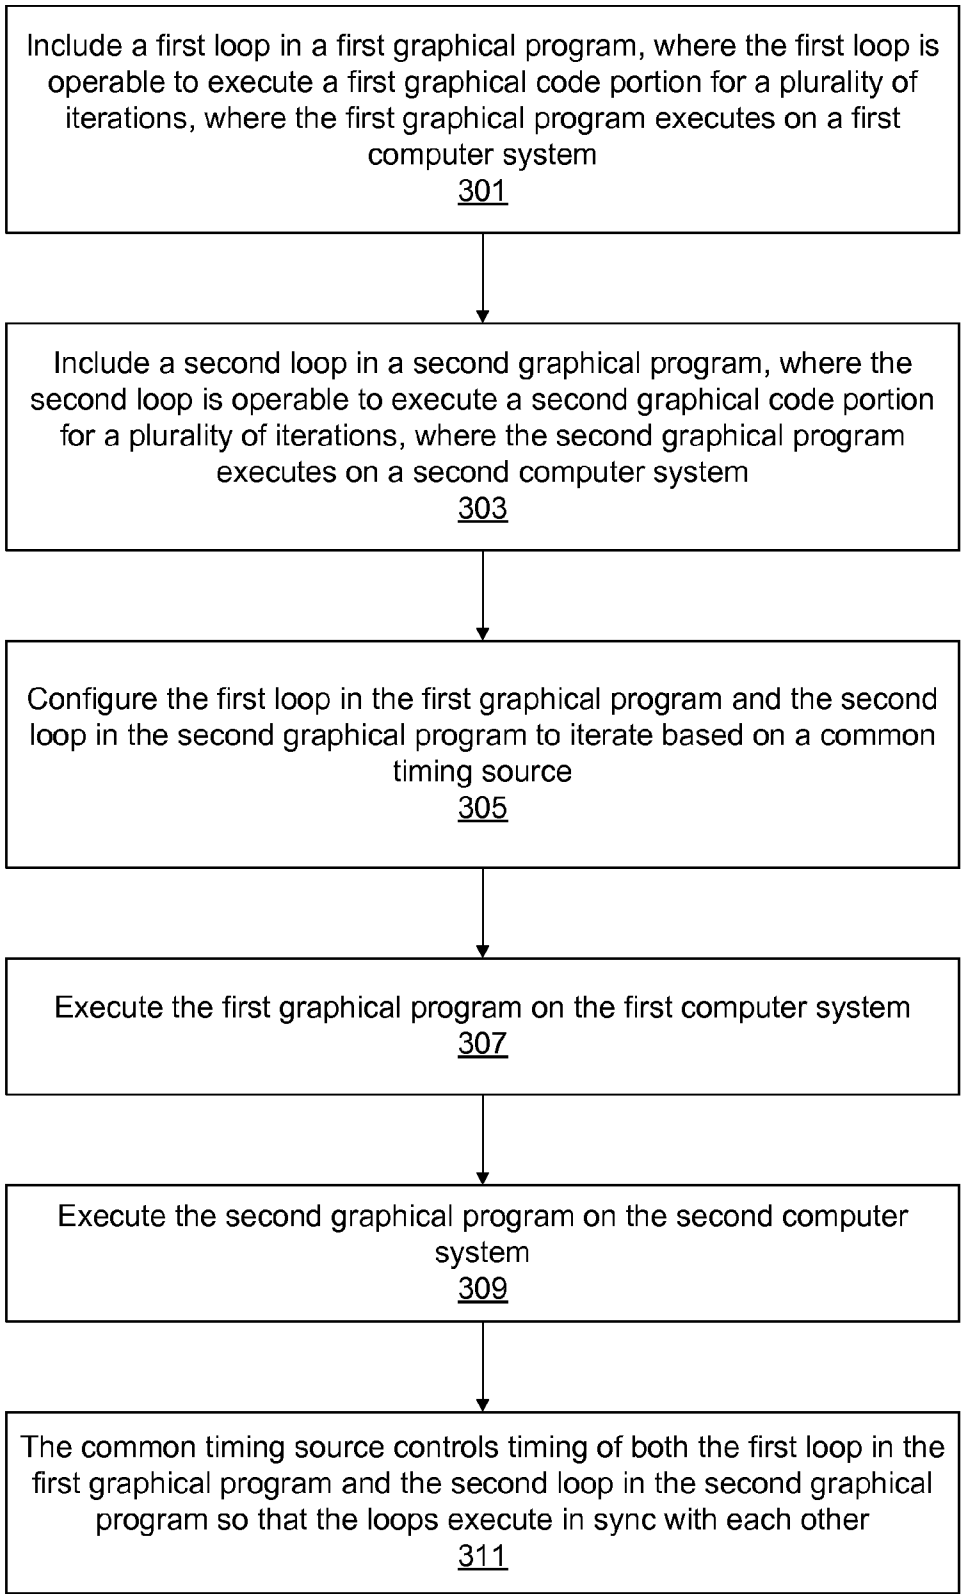 Include a first loop in a first graphical program, where the first loop is
operable to execute a first graphical code portion for a plurality of
iterations, where the first graphical program executes on a first
computer system
301
Include a second loop in a second graphical program, where the
second loop is operable to execute a second graphical code portion
for a plurality of iterations, where the second graphical program
executes on a second computer system
303
Configure the first loop in the first graphical program and the second
loop in the second graphical program to iterate based on a common
timing source
305
Execute the first graphical program on the first computer system
307
Execute the second graphical program on the second computer
system
309
The common timing source controls timing of both the first loop in the
first graphical program and the second loop in the second graphical
program so that the loops execute in sync with each other
311